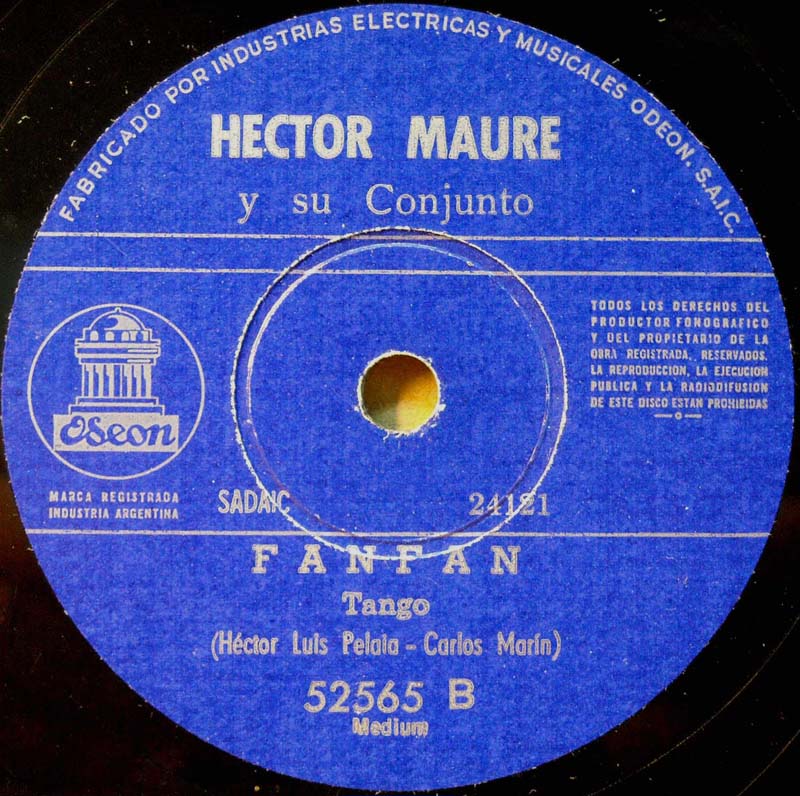 FABRICADO POR INDUSTRIAS ELECTRICAS Y MUSICALES ODEON. S.A.I.C.
HECTOR MAURE
y su Conjunto
TODOS LOS DERECHOS DEL
PRODUCTOR FONOGRAFICO
Y DEL PROPIETARIO DE LA
OBRA REGISTRADA, RESERVADOS.
LA REPRODUCCION, LA EJECUCION
PUBLICA Y LA RADIODIFUSION
DE ESTE DISCO ESTAN PROHIBIDAS
Odeon
MARCA REGISTRADA
INDUSTRIA ARGENTINA
SADAIC 24121
FANFAN
Tango
(Héctor Luis Pelaia - Carlos Marín)
52565 B
Medium